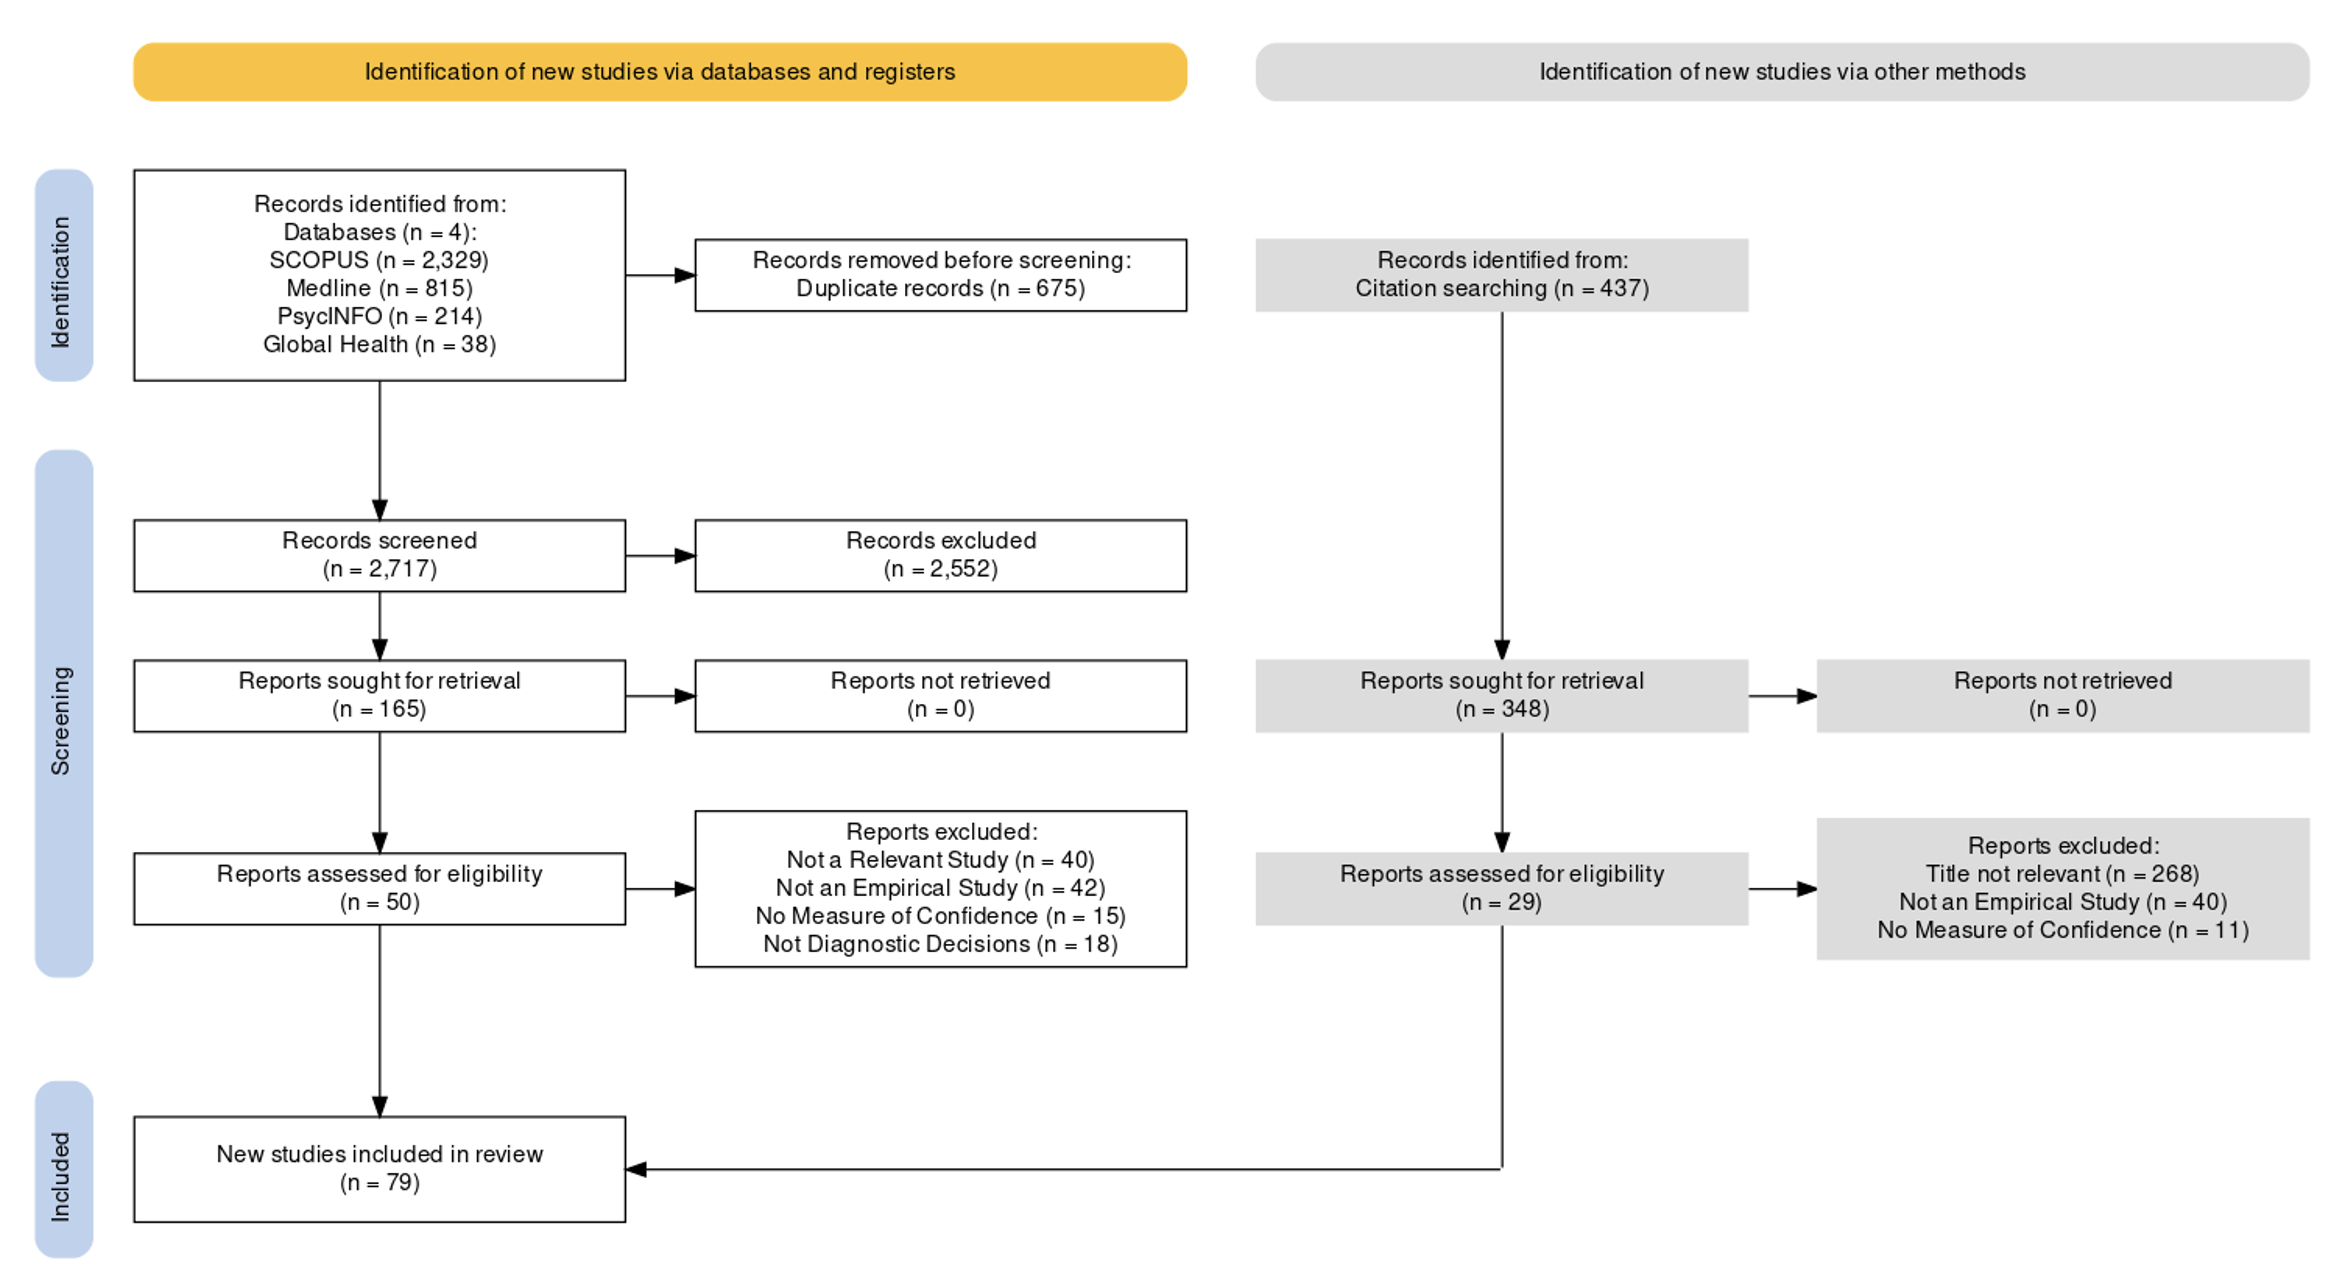 Identification of new studies via databases and registers
Identification of new studies via other methods
Identification
Records identified from:
Databases (n = 4):
SCOPUS (n = 2,329)
Medline (n = 815)
PsycINFO (n = 214)
Global Health (n = 38)
Records removed before screening:
Duplicate records (n = 675)
Records identified from:
Citation searching (n = 437)
Screening
Records screened
(n = 2,717)
Records excluded
(n = 2,552)
Reports sought for retrieval
(n = 165)
Reports not retrieved
(n = 0)
Reports sought for retrieval
(n = 348)
Reports not retrieved
(n = 0)
Reports assessed for eligibility
(n = 50)
Reports excluded:
Not a Relevant Study (n = 40)
Not an Empirical Study (n = 42)
No Measure of Confidence (n = 15)
Not Diagnostic Decisions (n = 18)
Reports assessed for eligibility
(n = 29)
Reports excluded:
Title not relevant (n = 268)
Not an Empirical Study (n = 40)
No Measure of Confidence (n = 11)
Included
New studies included in review
(n = 79)